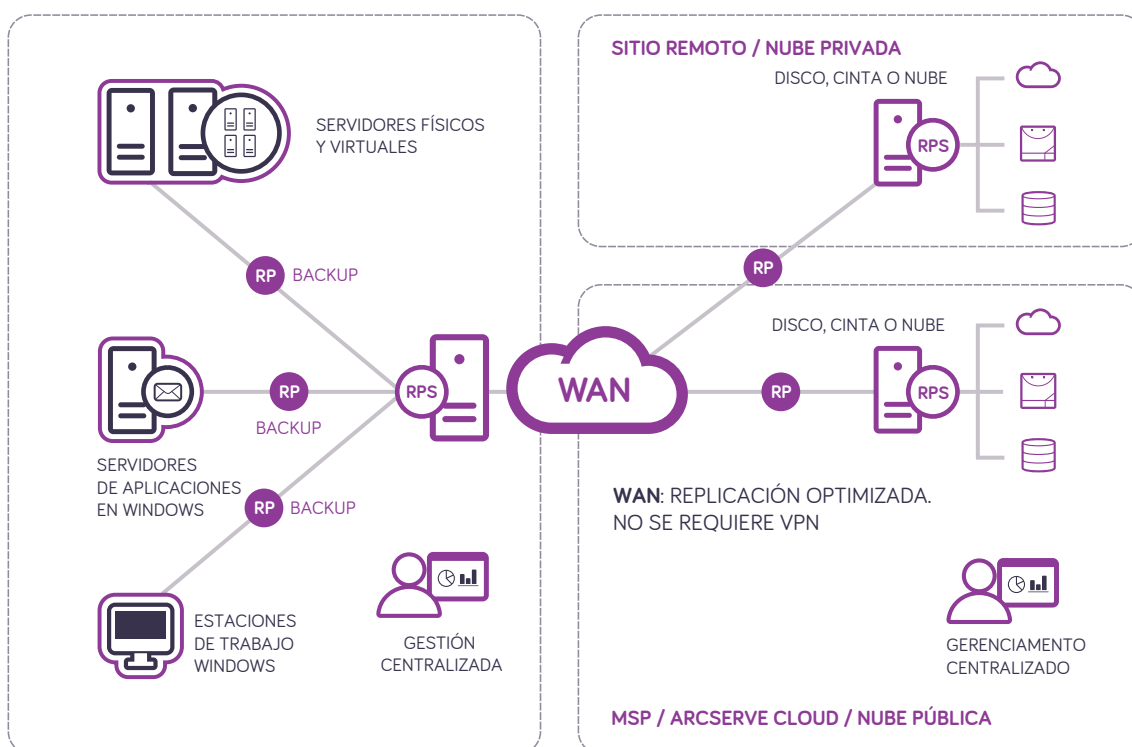 SERVIDORES FÍSICOS
Y VIRTUALES
RP
BACKUP
RP
BACKUP
RPS
SERVIDORES
DE APLICACIONES
EN WINDOWS
RP
BACKUP
ESTACIONES
DE TRABAJO
WINDOWS
GESTIÓN
CENTRALIZADA
WAN
SITIO REMOTO / NUBE PRIVADA
DISCO, CINTA O NUBE
RPS
RP
DISCO, CINTA O NUBE
RP
RPS
WAN: REPLICACIÓN OPTIMIZADA.
NO SE REQUIERE VPN
GERENCIAMENTO
CENTRALIZADO
MSP / ARCSERVE CLOUD / NUBE PÚBLICA